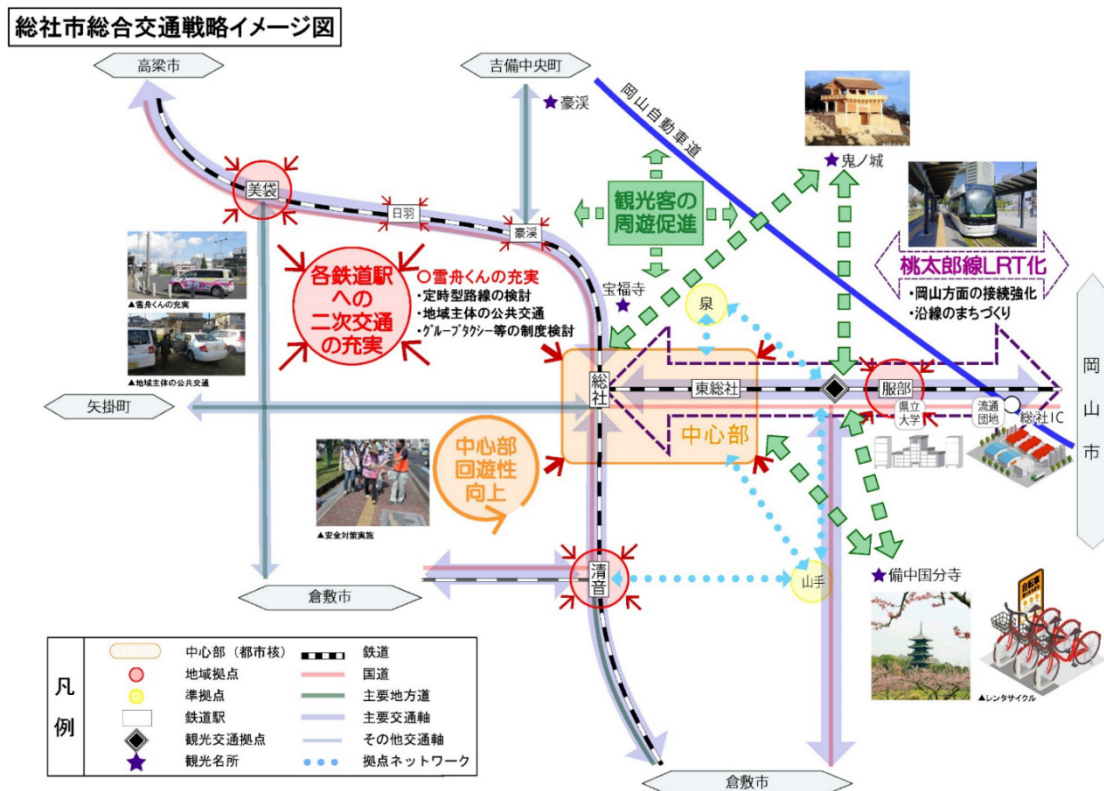 総社市総合交通戦略イメージ図
高梁市
吉備中央町
豪渓
岡山自動車道
鬼ノ城
美袋
日羽
豪渓
観光客の
周遊促進
桃太郎線LRT化
・岡山方面の接続強化
・沿線のまちづくり
▲雪舟くんの充実
▲地域主体の公共交通
各鉄道駅
への
二次交通
の充実
○雪舟くんの充実
・定時型路線の検討
・地域主体の公共交通
・グループタクシー等の制度検討
宝福寺
泉
岡山市
総社
東総社
服部
県立
大学
流通
団地
総社IC
矢掛町
中心部
中心部
回遊性
向上
▲安全対策実施
清音
山手
備中国分寺
倉敷市
自転車
▲レンタサイクル
凡例
中心部（都市核）
鉄道
地域拠点
国道
準拠点
主要地方道
鉄道駅
主要交通軸
観光交通拠点
その他交通軸
観光名所
拠点ネットワーク
倉敷市